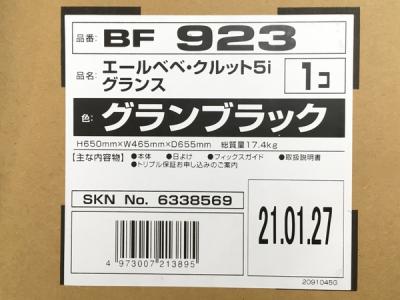 品番: BF 923
品名: エールベベ・クルット5i
グランス
1コ
色: グランブラック
H650mm×W465mm×D655mm 総質量17.4kg
【主な内容物】●本体 ●日よけ ●フィックスガイド ●取扱説明書
●トリプル保証お申し込みのご案内
SKN No. 6338569
21.01.27
4 973007 213895
2091045G